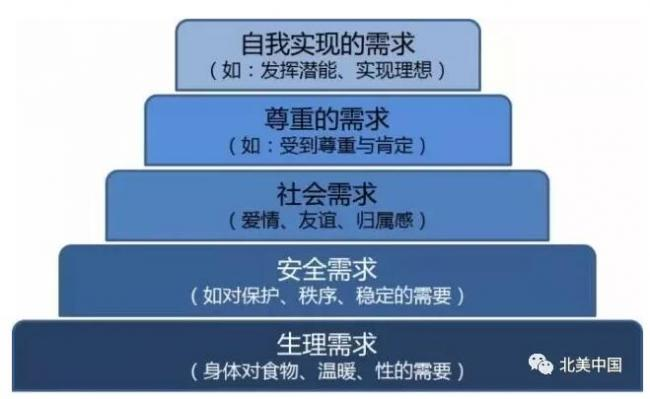 自我实现的需求
（如：发挥潜能、实现理想）
尊重的需求
（如：受到尊重与肯定）
社会需求
（爱情、友谊、归属感）
安全需求
（如对保护、秩序、稳定的需要）
生理需求
（身体对食物、温暖、性的需要）
北美中国